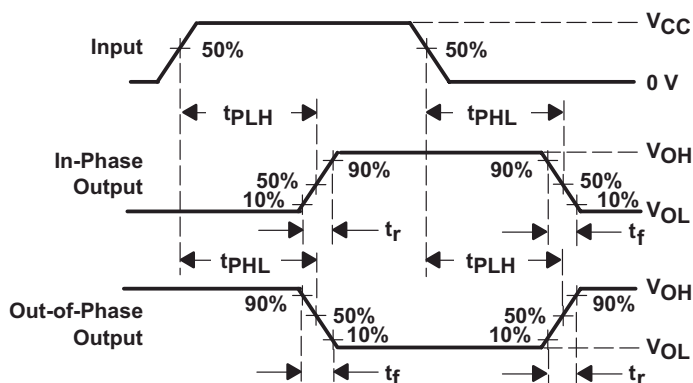 Input
50%
50%
VCC
0 V
tPLH
tPHL
In-Phase
Output
50%
10%
90%
90%
50%
10%
VOH
VOL
tr
tf
tPHL
tPLH
Out-of-Phase
Output
90%
50%
10%
50%
10%
90%
VOH
VOL
tf
tr